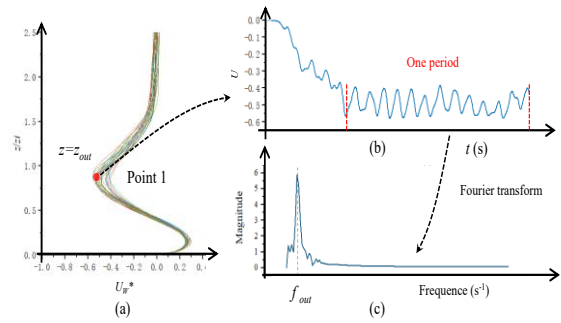 2.5
2.0
1.5
1.0
0.5
0.0
z=z_out
Point 1
-1.0 -0.8 -0.6 -0.4 -0.2 0.0 0.2 0.4
U_W*
(a)
0.0
-0.1
-0.2
-0.3
-0.4
-0.5
-0.6
U
One period
(b)
t (s)
Fourier transform
6
5
4
3
2
1
0
Magnitude
f_out
Frequence (s⁻¹)
(c)